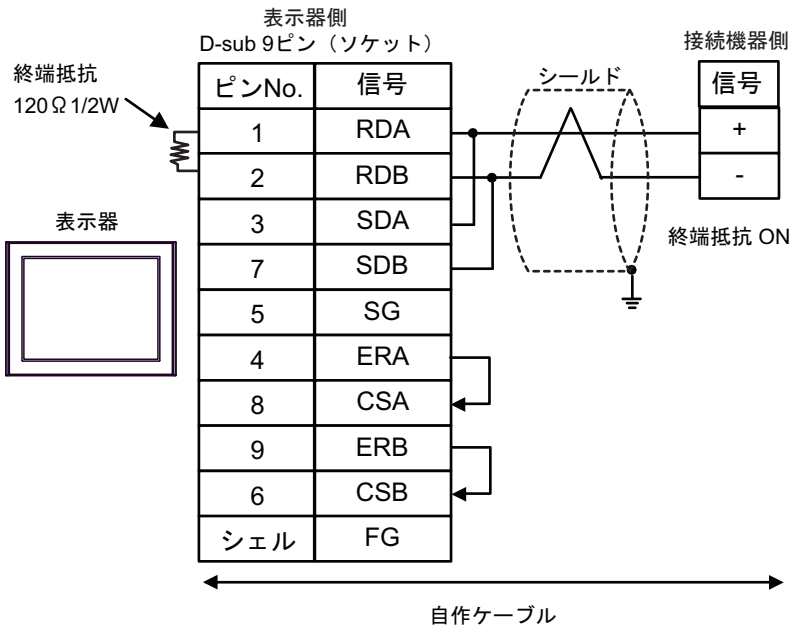 表示器側
D-sub 9ピン（ソケット）
接続機器側
終端抵抗
120Ω 1/2W
ピンNo. 信号
シールド
信号
1 RDA
+
2 RDB
-
3 SDA
表示器
終端抵抗 ON
7 SDB
5 SG
4 ERA
8 CSA
9 ERB
6 CSB
シェル FG
自作ケーブル